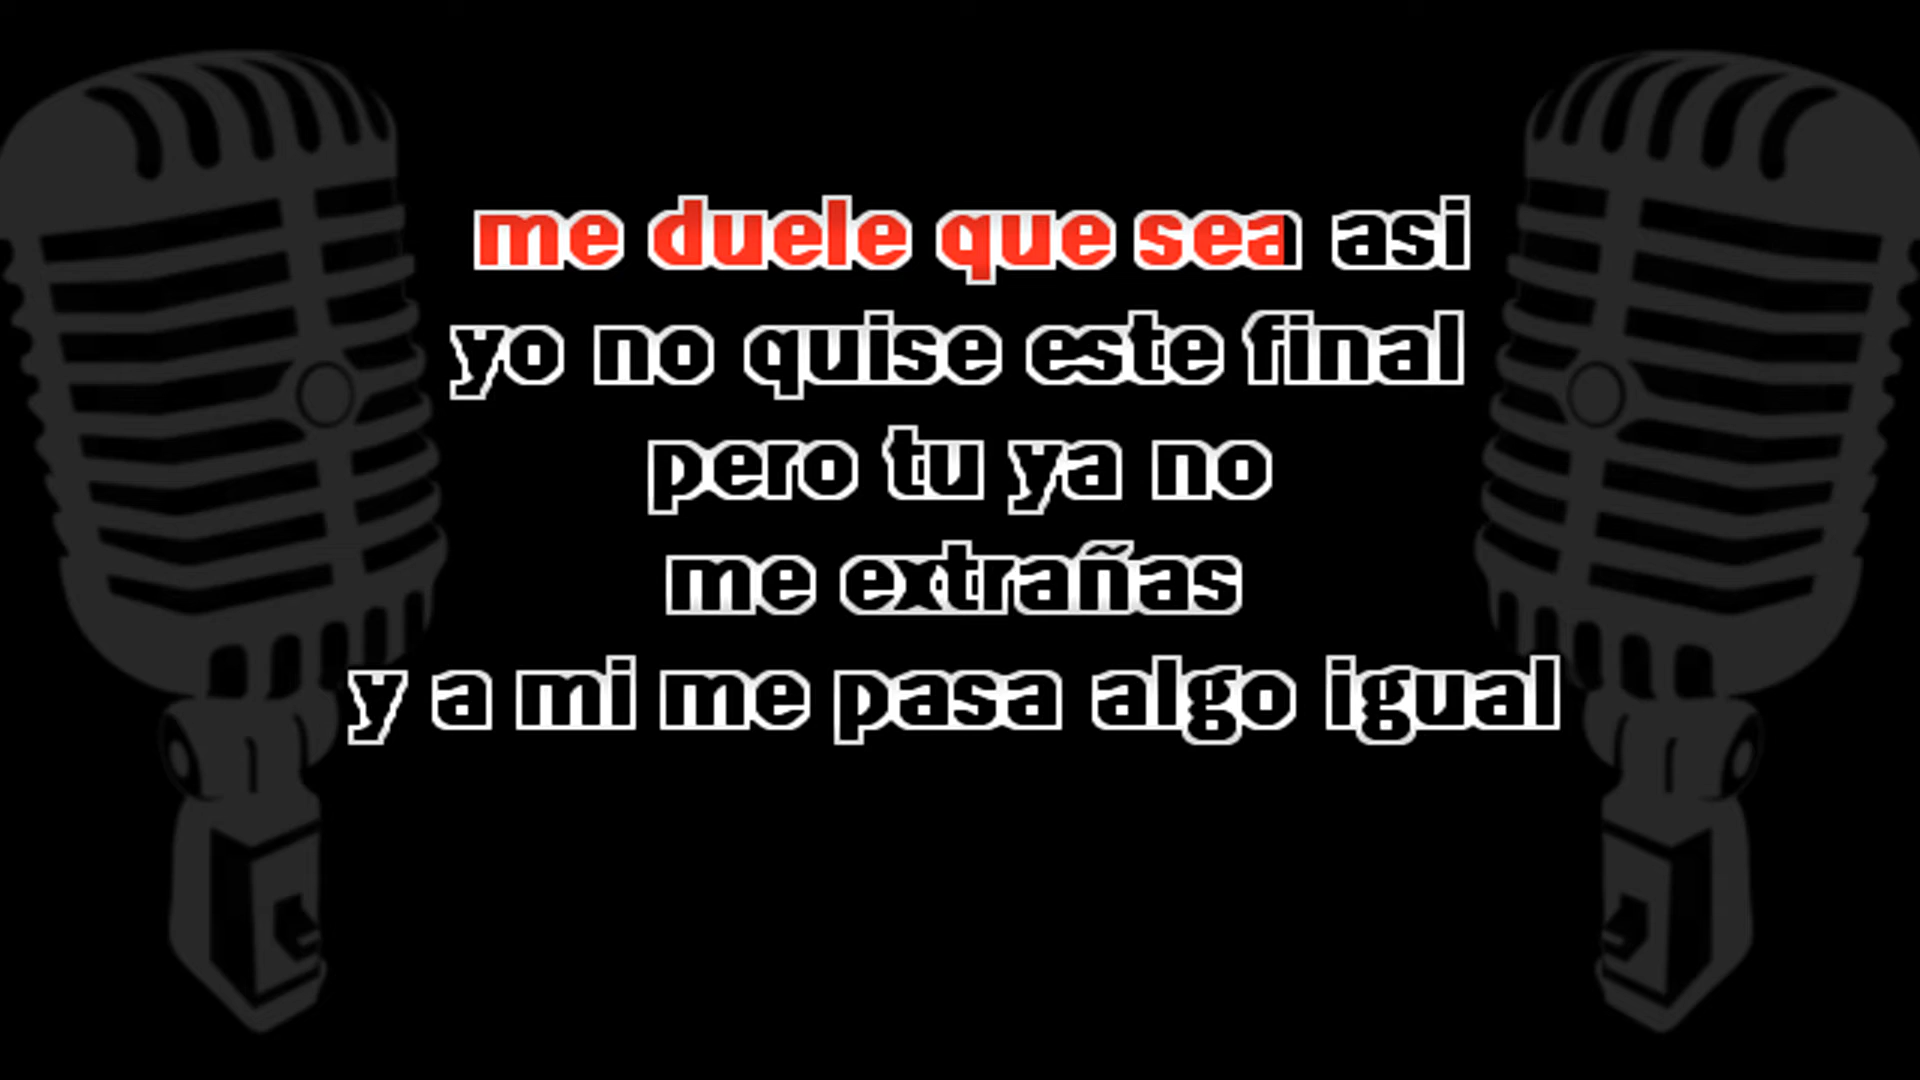 me duele que sea asi
yo no quise este final
pero tu ya no
me extrañas
y a mi me pasa algo igual